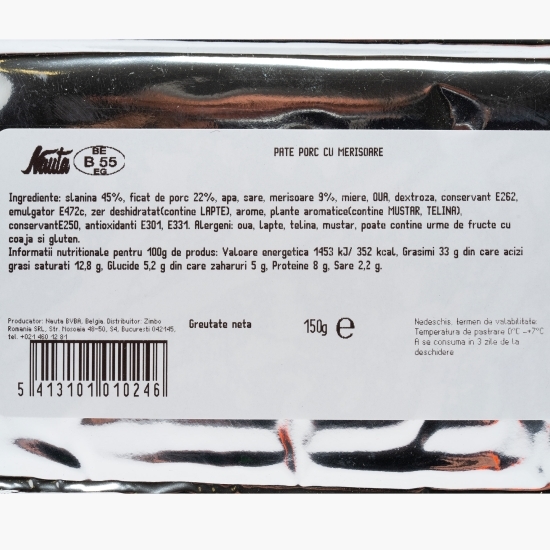 Nauta
BE
B 55
EG
PATE PORC CU MERISOARE
Ingrediente: slanina 45%, ficat de porc 22%, apa, sare, merisoare 9%, miere, OUA, dextroza, conservant E262,
emulgator E472c, zer deshidratat(contine LAPTE), arome, plante aromatice(contine MUSTAR, TELINA),
conservantE250, antioxidanti E301, E331. Alergeni: oua, lapte, telina, mustar, poate contine urme de fructe cu
coaja si gluten.
Informatii nutritionale pentru 100g de produs: Valoare energetica 1453 kJ/ 352 kcal, Grasimi 33 g din care acizi
grasi saturati 12,8 g, Glucide 5,2 g din care zaharuri 5 g, Proteine 8 g, Sare 2,2 g.
Producator: Nauta BVBA, Belgia. Distribuitor: Zimbo
Romania SRL, Str. Nosoaia 48-50, S4, Bucuresti 042145,
tel. +021 460 12 81
Greutate neta
150g e
Nedeschis, termen de valabilitate:
Temperatura de pastrare 0°C -+7°C
A se consuma in 3 zile de la
deschidere
5 413101 010246